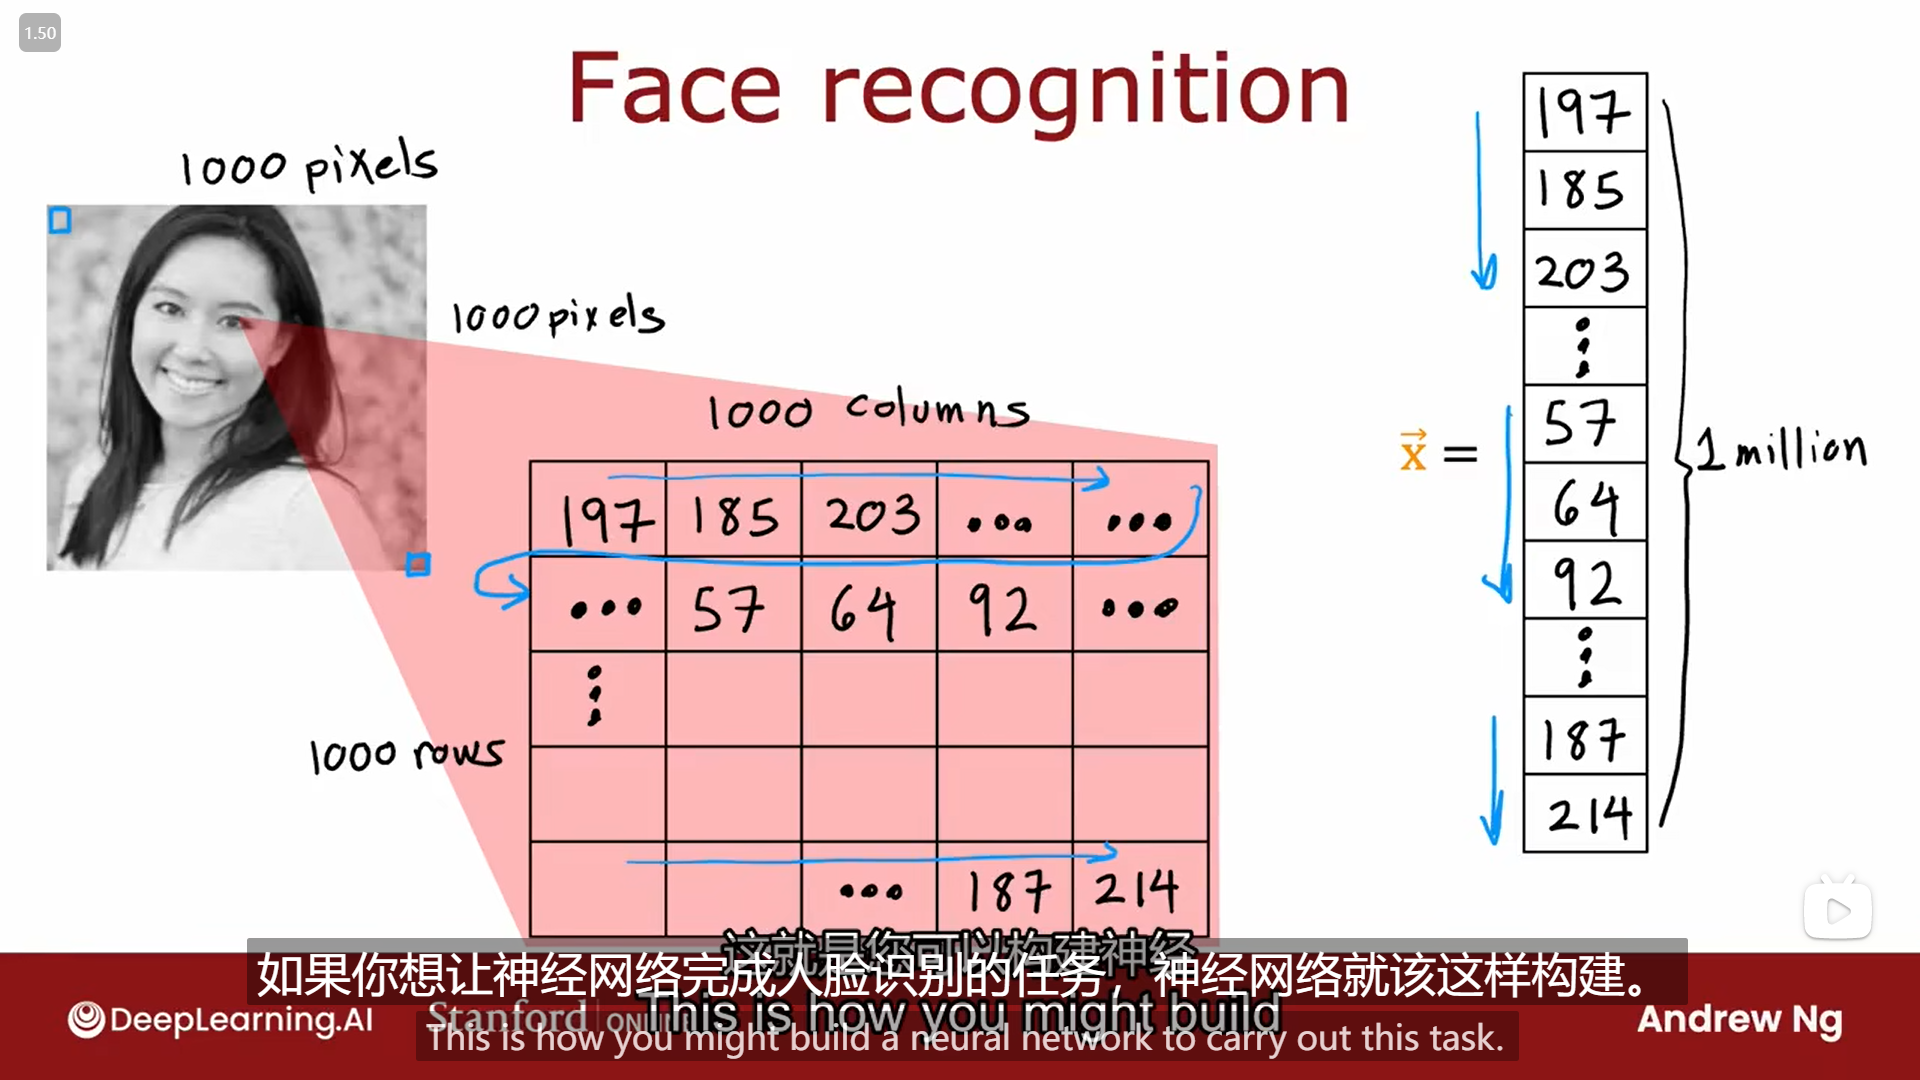 1.50
Face recognition
1000 pixels
1000 pixels
1000 columns
1000 rows
197 185 203 ... ...
... 57 64 92 ...
⋮
... 187 214
x⃗ =
197
185
203
⋮
57
64
92
⋮
187
214
1 million
这就是您可以构建神经
如果你想让神经网络完成人脸识别的任务，神经网络就该这样构建。
This is how you might build
This is how you might build a neural network to carry out this task.
DeepLearning.AI
Stanford
Andrew Ng